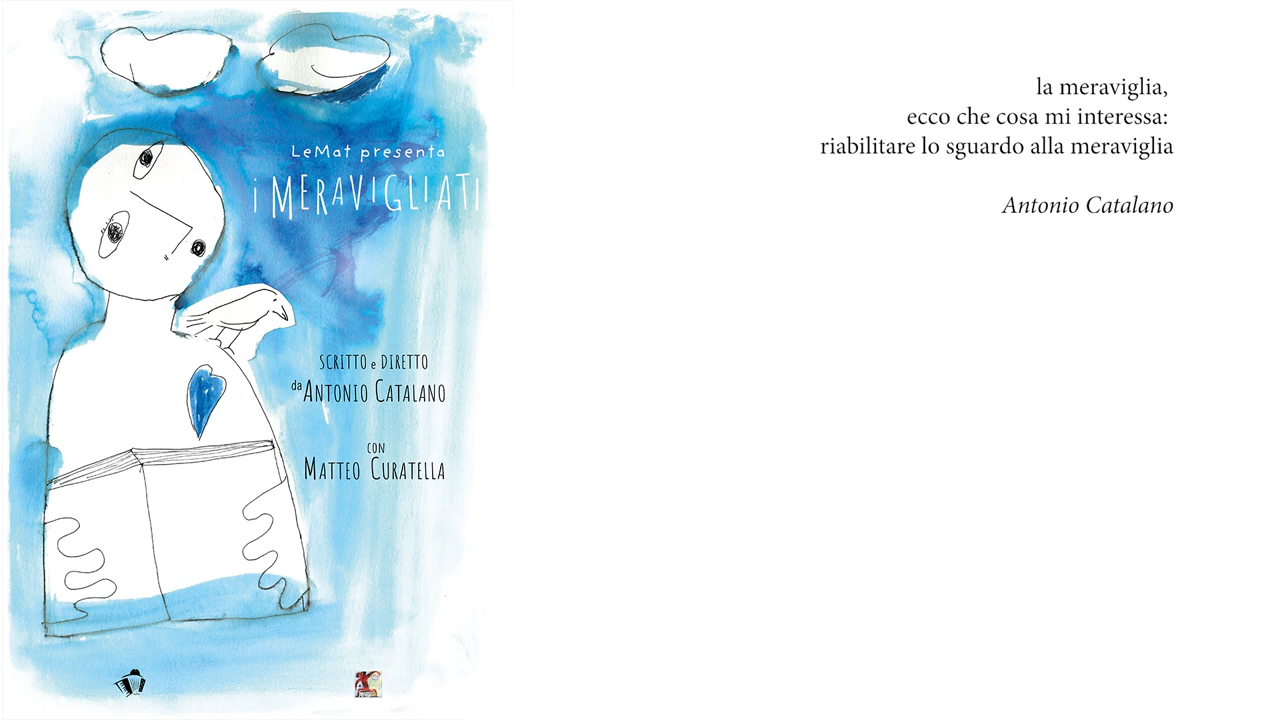 LeMat presenta
i MERAVIGLIATI
SCRITTO e DIRETTO
da ANTONIO CATALANO
CON
MATTEO CURATELLA
la meraviglia,
ecco che cosa mi interessa:
riabilitare lo sguardo alla meraviglia
Antonio Catalano